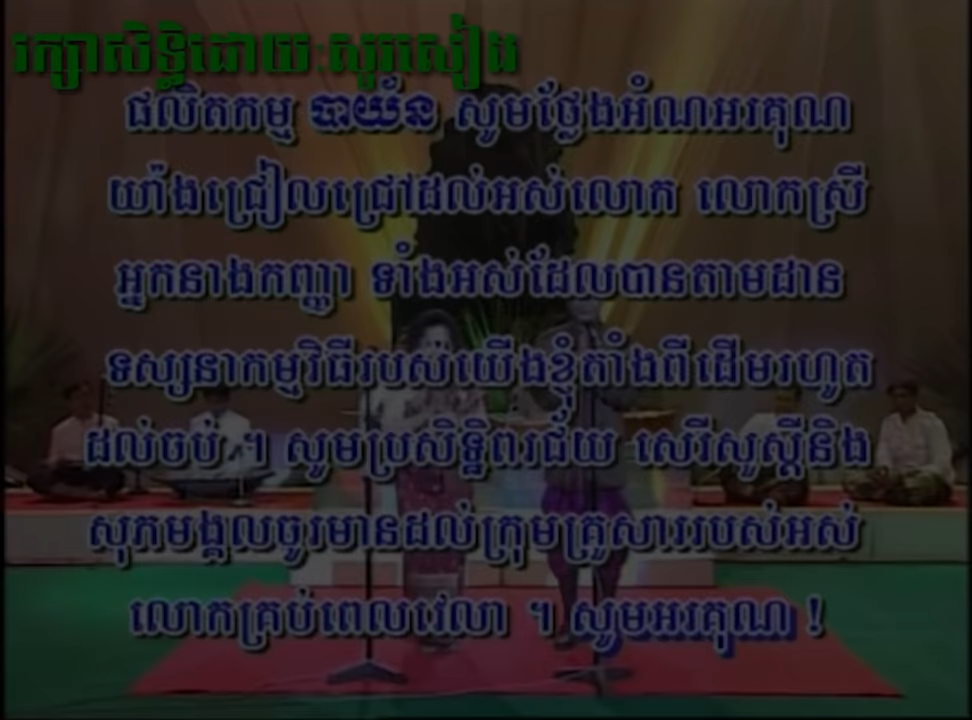 រក្សាសិទ្ធិដោយៈសូរសៀង
ផលិតកម្ម បាយ័ន សូមថ្លែងអំណរអរគុណ
យ៉ាងជ្រៀលជ្រៅដល់អស់លោក លោកស្រី
អ្នកនាងកញ្ញា ទាំងអស់ដែលបានតាមដាន
ទស្សនាកម្មវិធីរបស់យើងខ្ញុំតាំងពីដើមរហូត
ដល់ចប់ ។ សូមប្រសិទ្ធិពរជ័យ សេរីសួស្តីនិង
សុភមង្គលចូរមានដល់ក្រុមគ្រួសាររបស់អស់
លោកគ្រប់ពេលវេលា ។ សូមអរគុណ !